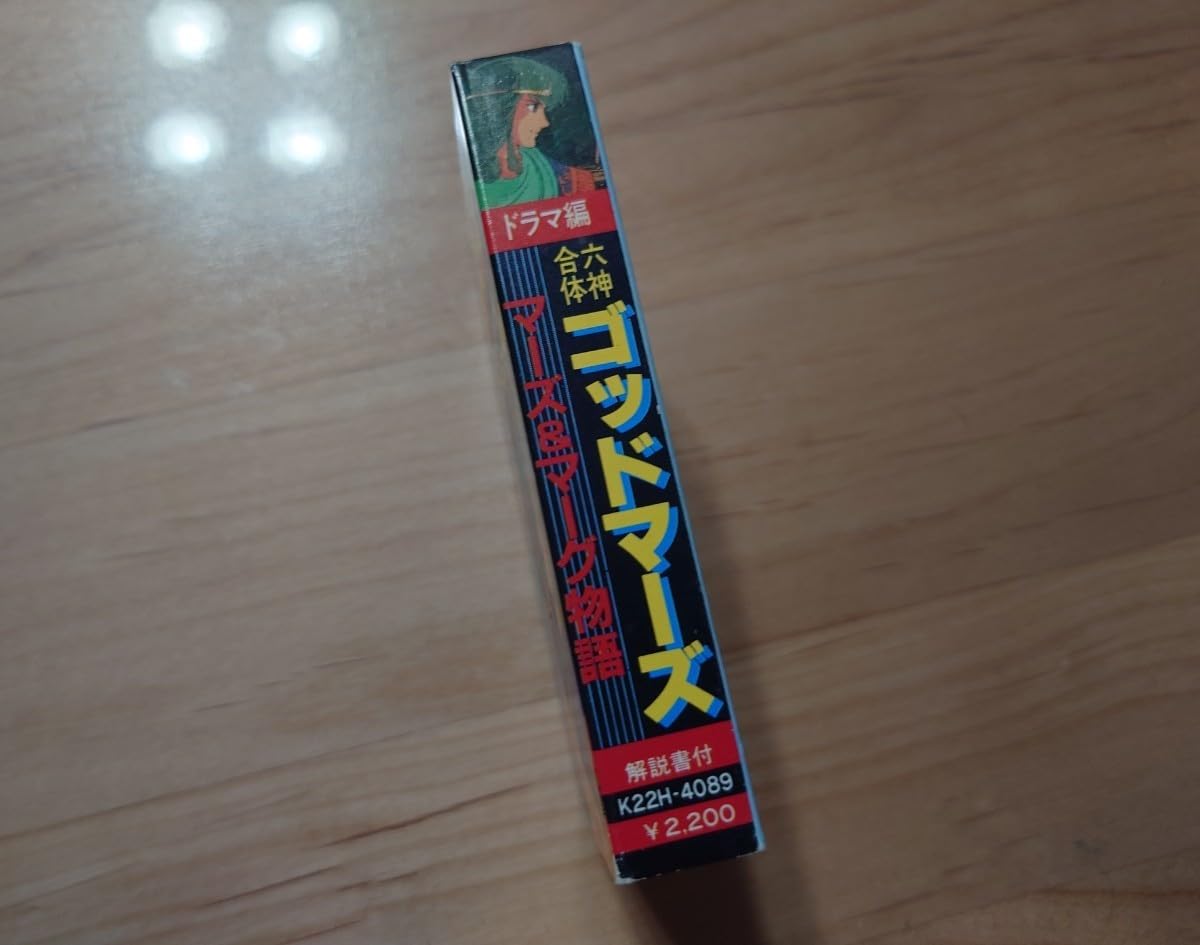 ドラマ編
六神
合体
ゴッドマーズ
マーズ&マーグ物語
解説書付
K22H-4089
¥2,200